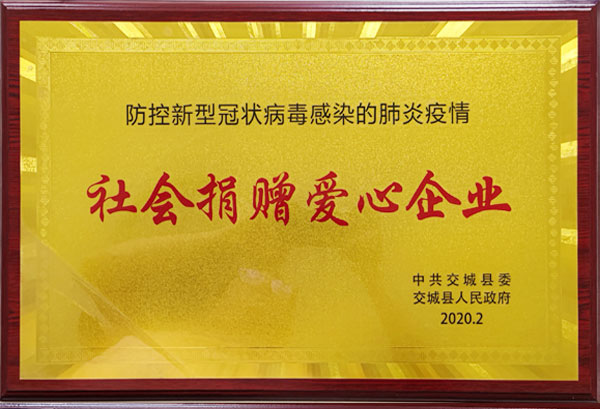 防控新型冠状病毒感染的肺炎疫情
社会捐赠爱心企业
中共交城县委
交城县人民政府
2020.2